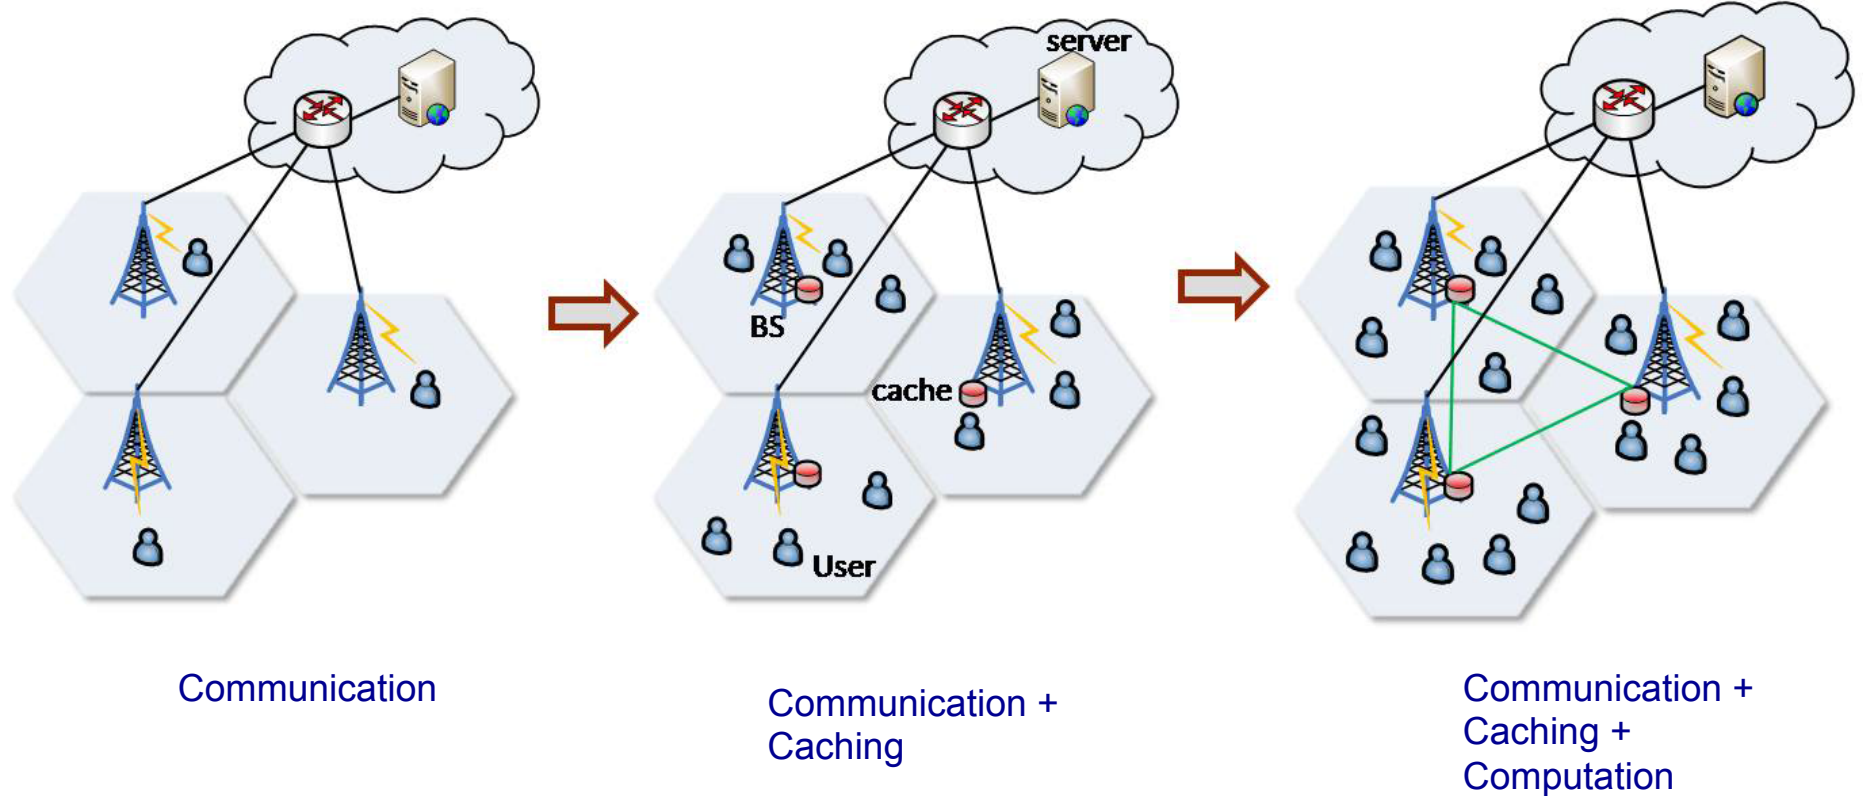 server
BS
cache
User
Communication
Communication +
Caching
Communication +
Caching +
Computation